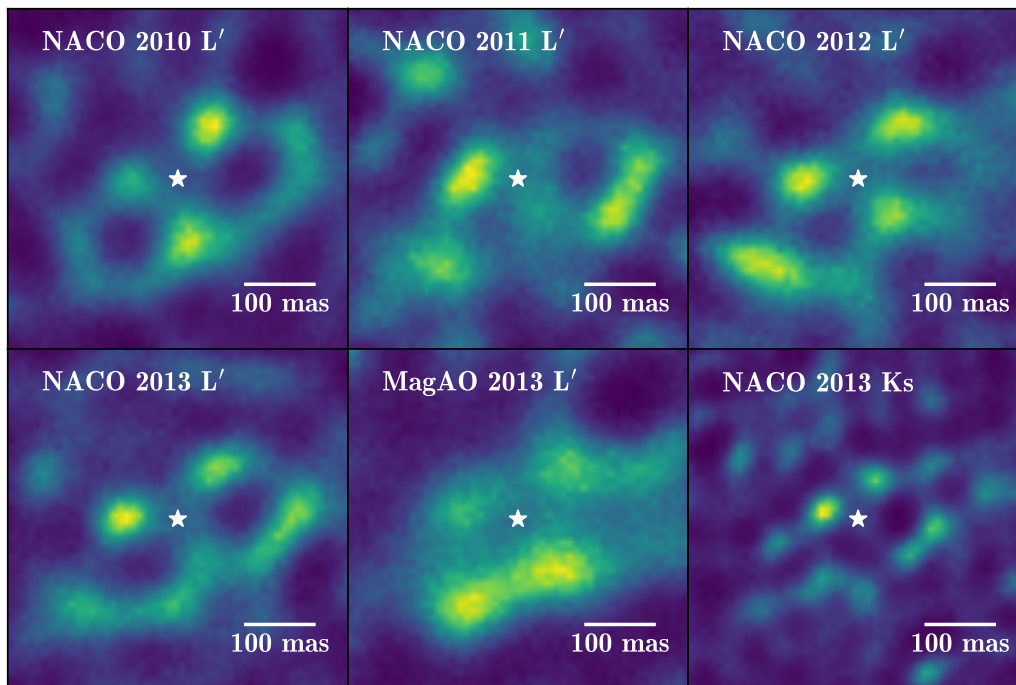 NACO 2010 L′
NACO 2011 L′
NACO 2012 L′
100 mas
100 mas
100 mas
NACO 2013 L′
MagAO 2013 L′
NACO 2013 Ks
100 mas
100 mas
100 mas